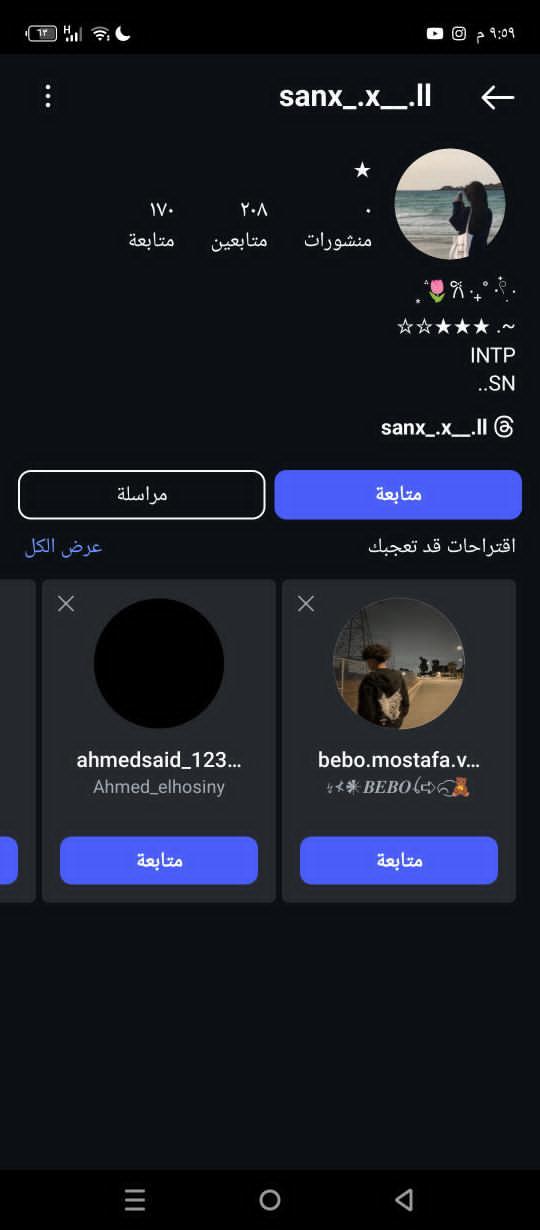 ٩:٥٩ م
٦٣
H
sanx_.x__.ll
★
٠ ٢٠٨ ١٧٠
منشورات متابعين متابعة
☆☆★★★ .~
INTP
SN..
sanx_.x__.ll
متابعة مراسلة
اقتراحات قد تعجبك عرض الكل
bebo.mostafa.v... ahmedsaid_123...
BEBO Ahmed_elhosiny
متابعة متابعة